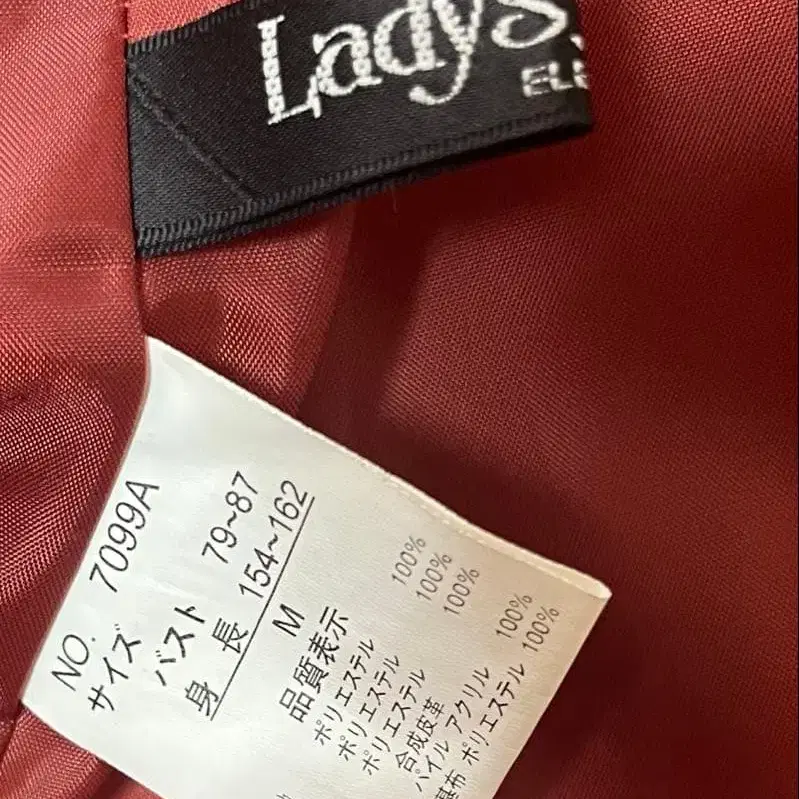 Lady's
ELE
NO. 7099A
サイズ
バスト 79~87
身長 154~162
M
品質表示
ポリエステル 100%
ポリエステル 100%
ポリエステル 100%
合成皮革
パイル アクリル 100%
基布 ポリエステル 100%